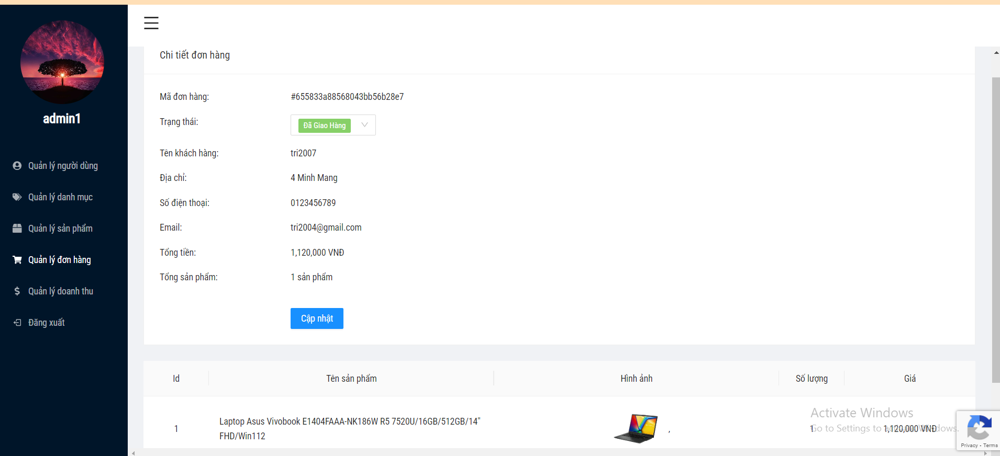 admin1
Quản lý người dùng
Quản lý danh mục
Quản lý sản phẩm
Quản lý đơn hàng
Quản lý doanh thu
Đăng xuất
Chi tiết đơn hàng
Mã đơn hàng: #655833a88568043bb56b28e7
Trạng thái: Đã Giao Hàng
Tên khách hàng: tri2007
Địa chỉ: 4 Minh Mang
Số điện thoại: 0123456789
Email: tri2004@gmail.com
Tổng tiền: 1,120,000 VNĐ
Tổng sản phẩm: 1 sản phẩm
Cập nhật
Id Tên sản phẩm Hình ảnh Số lượng Giá
1 Laptop Asus Vivobook E1404FAAA-NK186W R5 7520U/16GB/512GB/14"
FHD/Win112
, 1 1,120,000 VNĐ
Activate Windows
Go to Settings to activate Windows.
Privacy - Terms